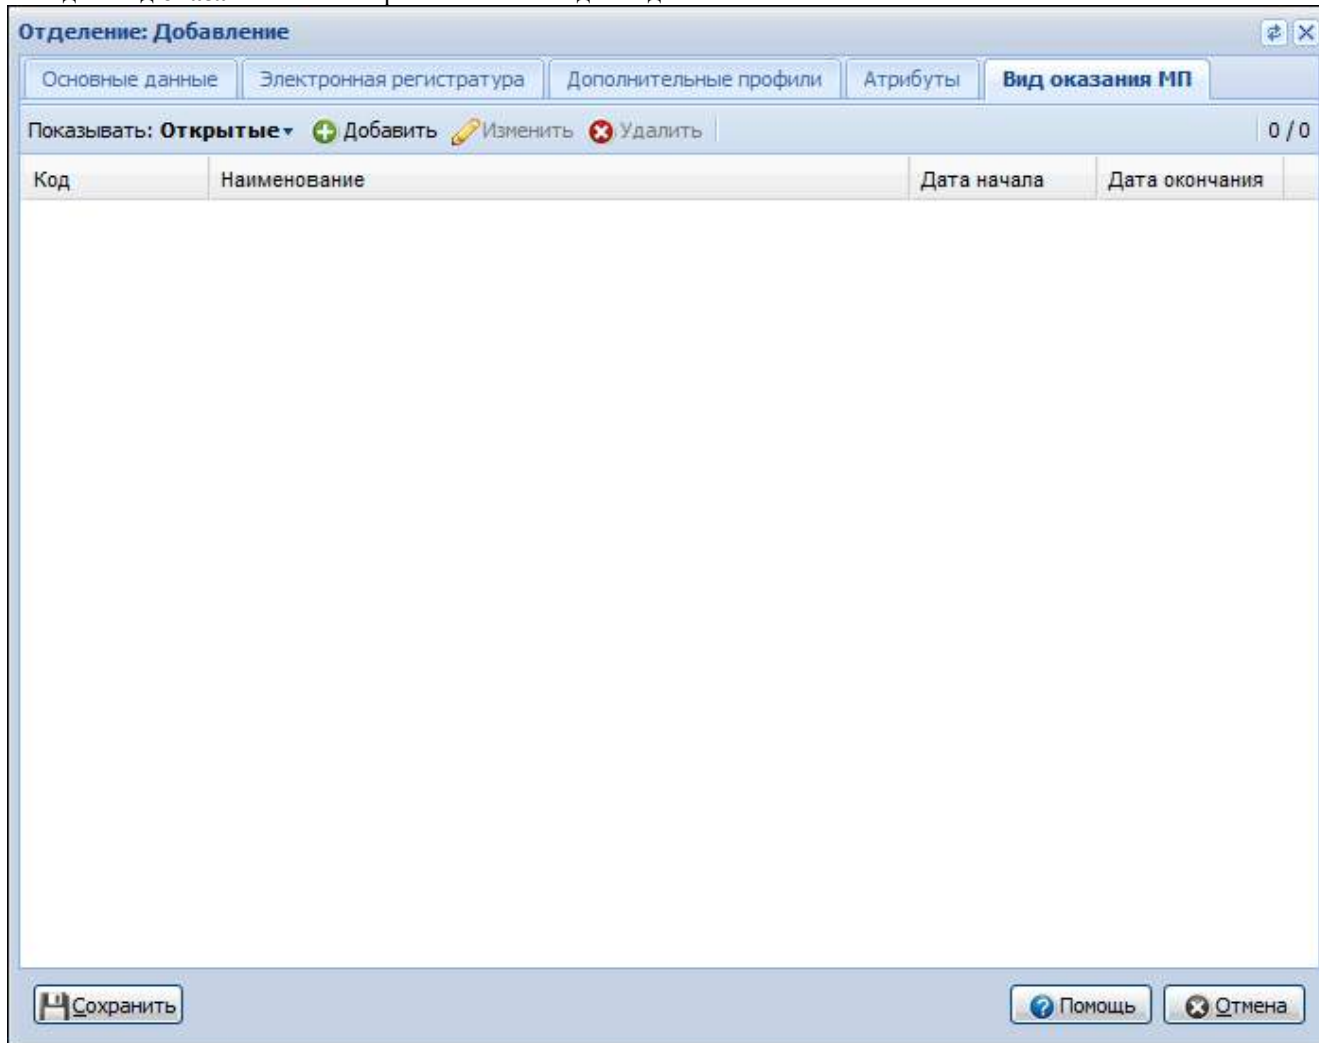 Отделение: Добавление
Основные данные Электронная регистратура Дополнительные профили Атрибуты Вид оказания МП
Показывать: Открытые Добавить Изменить Удалить 0 / 0
Код Наименование Дата начала Дата окончания
Сохранить Помощь Отмена